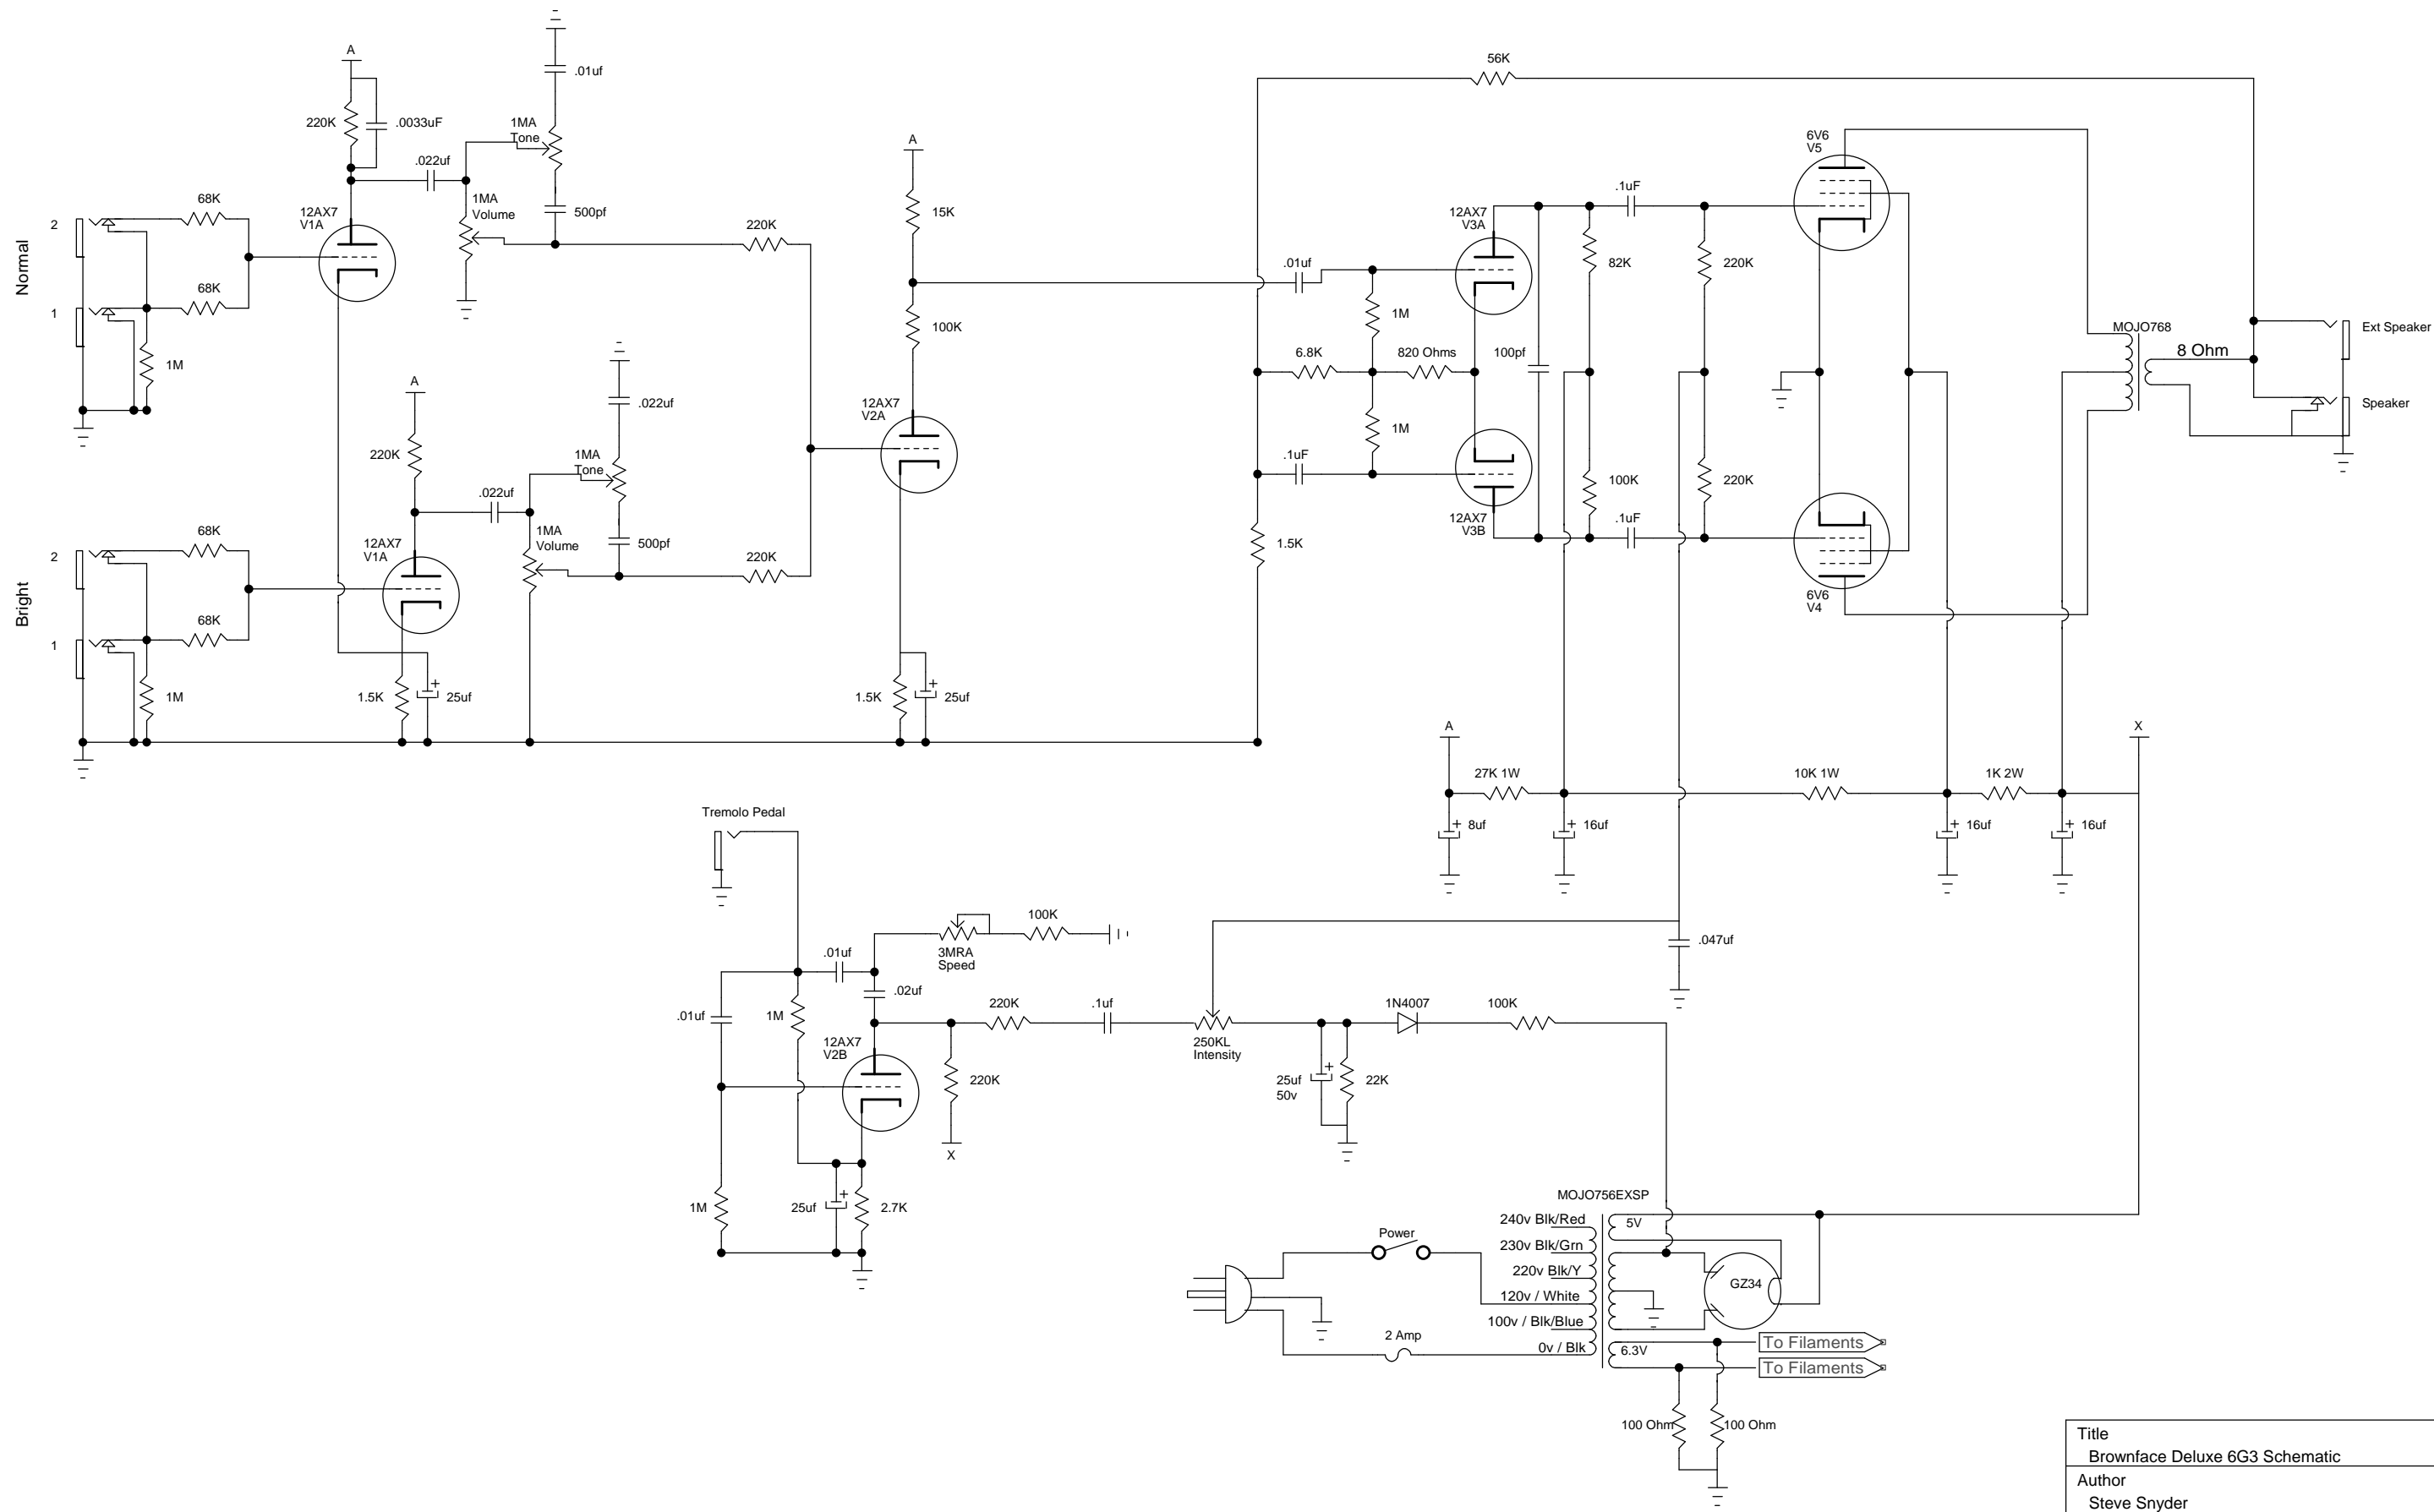 56K
A
.01uf
220K
.0033uF
1MA
Tone
.022uf
6V6
V5
A
68K
1MA
Volume
500pf
2
12AX7
V1A
15K
12AX7
V3A
.1uF
Normal
220K
.01uf
82K
220K
68K
1
1M
100K
MOJO768
Ext Speaker
1M
6.8K
820 Ohms
100pf
8 Ohm
A
.022uf
12AX7
V2A
Speaker
1M
220K
1MA
Tone
.1uF
100K
220K
.022uf
12AX7
V3B
.1uF
68K
1MA
Volume
12AX7
V1A
500pf
1.5K
2
220K
6V6
V4
Bright
68K
1
1M
1.5K
25uf
1.5K
25uf
A
X
27K 1W
10K 1W
1K 2W
Tremolo Pedal
8uf
16uf
16uf
16uf
100K
.01uf
3MRA
Speed
.047uf
.02uf
.01uf
1M
220K
.1uf
1N4007
100K
12AX7
V2B
250KL
Intensity
220K
25uf
50v
22K
X
1M
25uf
2.7K
MOJO756EXSP
240v Blk/Red
5V
Power
230v Blk/Grn
220v Blk/Y
GZ34
120v / White
100v / Blk/Blue
2 Amp
0v / Blk
6.3V
To Filaments
To Filaments
100 Ohm
100 Ohm
Title
Brownface Deluxe 6G3 Schematic
Author
Steve Snyder